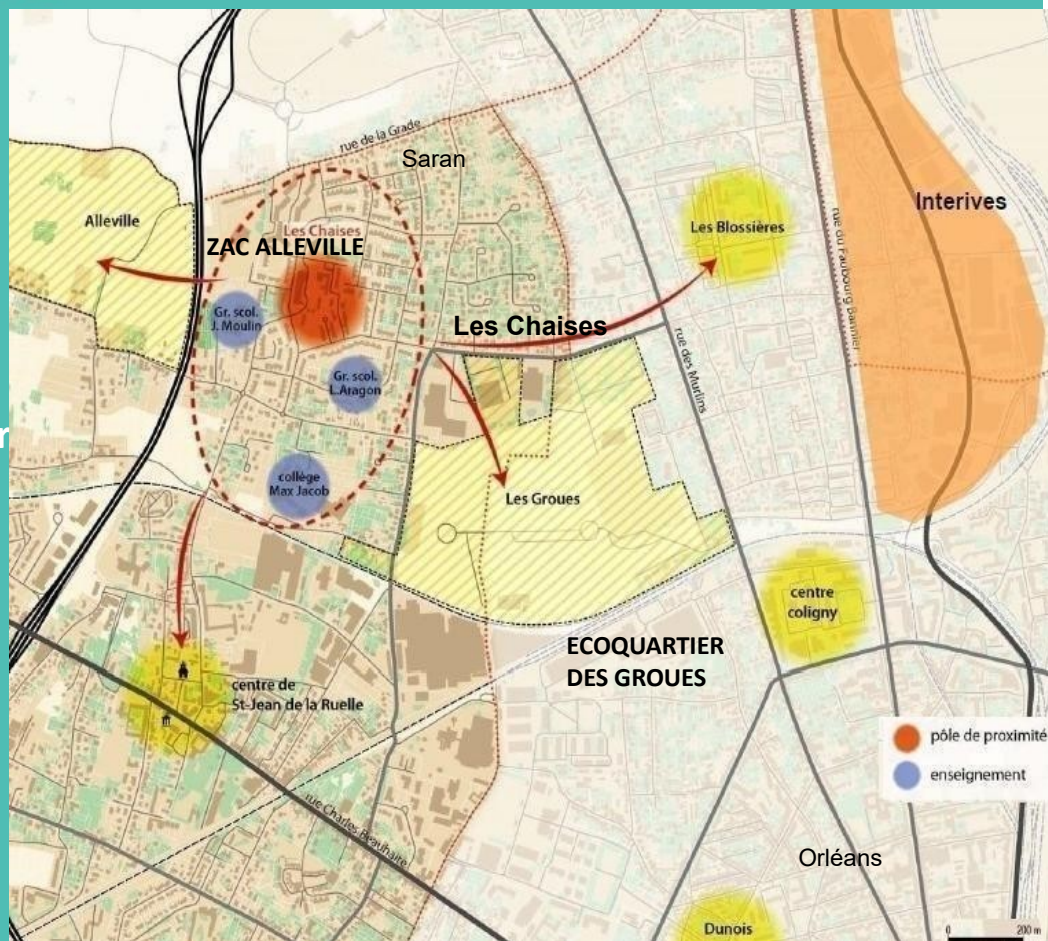 rue de la Grade
Saran
Alleville
Les Chaises
ZAC ALLEVILLE
Les Blossières
Interives
Gr. scol.
J. Moulin
Les Chaises
Gr. scol.
L.Aragon
rue des Murlins
rue du Faubourg Bannier
r
collège
Max Jacob
Les Groues
centre
coligny
ECOQUARTIER
DES GROUES
centre de
St-Jean de la Ruelle
pôle de proximité
enseignement
rue Charles Beauhaire
Orléans
Dunois
0 200 m